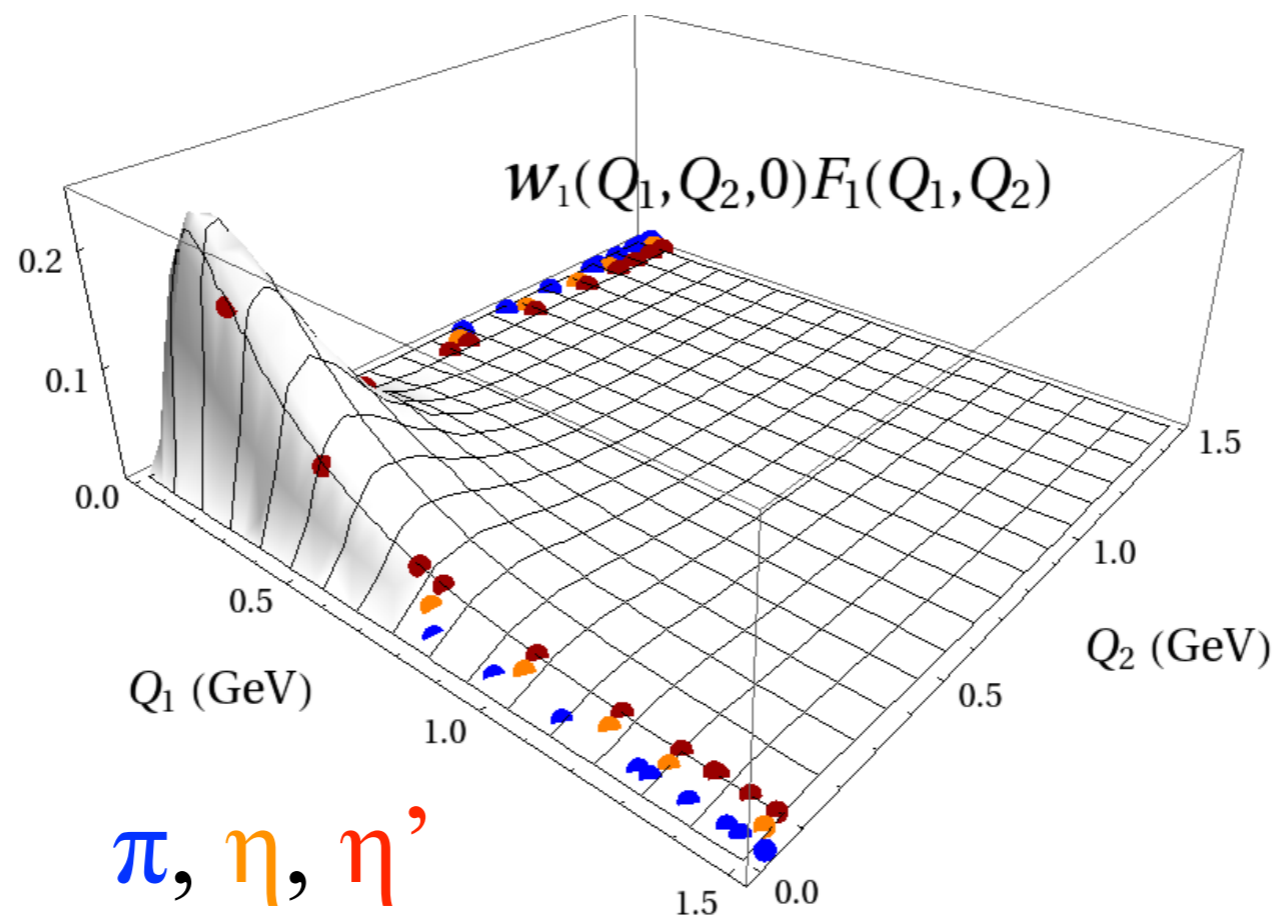 w₁(Q₁,Q₂,0)F₁(Q₁,Q₂)
0.2
0.1
0.0
0.5
1.0
1.5
Q₁ (GeV)
0.0
0.5
1.0
1.5
Q₂ (GeV)
π, η, η’